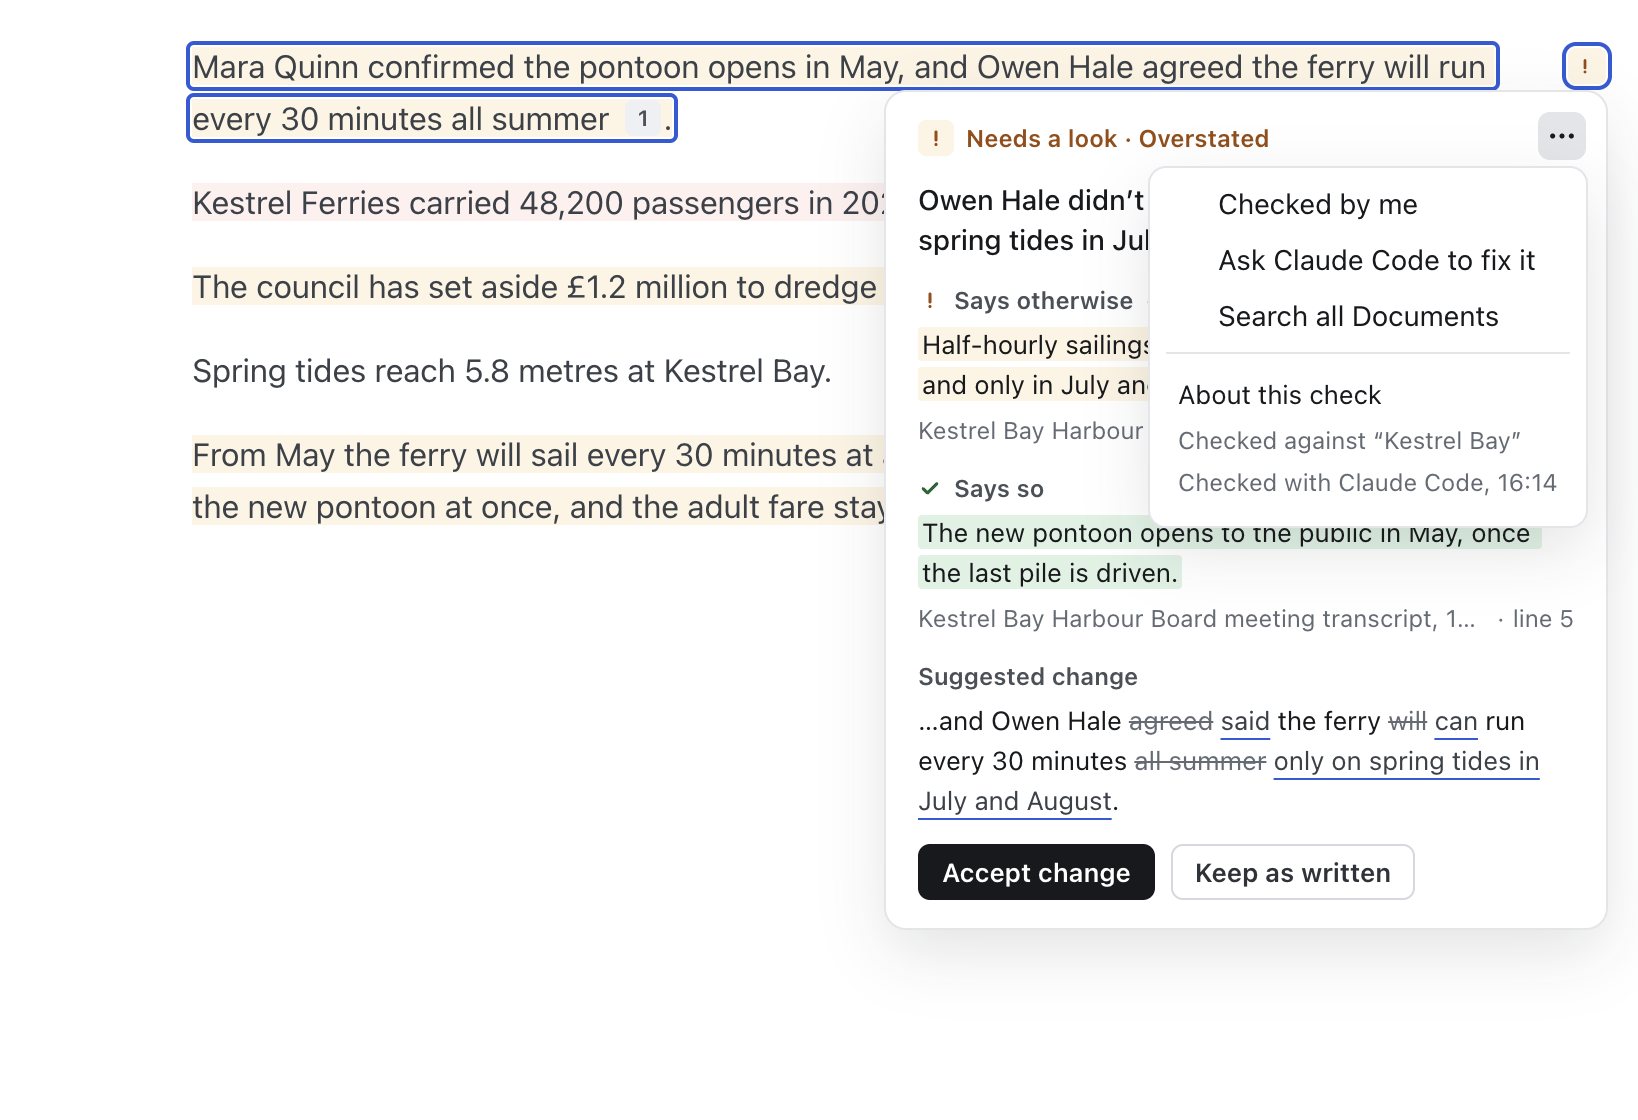 Mara Quinn confirmed the pontoon opens in May, and Owen Hale agreed the ferry will run
every 30 minutes all summer 1.
!
Kestrel Ferries carried 48,200 passengers in
The council has set aside £1.2 million to dredge
Spring tides reach 5.8 metres at Kestrel Bay.
From May the ferry will sail every 30 minutes at
the new pontoon at once, and the adult fare
! Needs a look · Overstated
Owen Hale didn’t
spring tides in
! Says otherwise
Half-hourly sailings
and only in July
Kestrel Bay Harbour
Says so
The new pontoon opens to the public in May, once
the last pile is driven.
Kestrel Bay Harbour Board meeting transcript, 1… · line 5
Suggested change
…and Owen Hale agreed said the ferry will can run
every 30 minutes all summer only on spring tides in
July and August.
Accept change
Keep as written
Checked by me
Ask Claude Code to fix it
Search all Documents
About this check
Checked against “Kestrel Bay”
Checked with Claude Code, 16:14